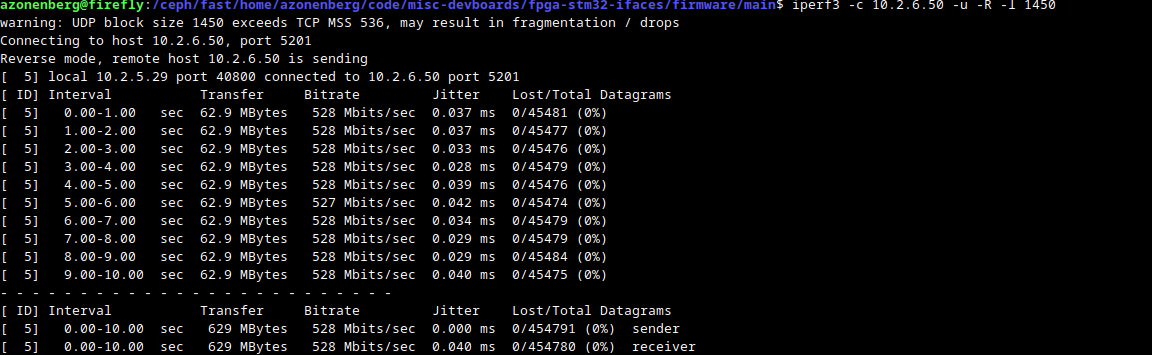 azonenberg@firefly:/ceph/fast/home/azonenberg/code/misc-devboards/fpga-stm32-ifaces/firmware/main$ iperf3 -c 10.2.6.50 -u -R -l 1450
warning: UDP block size 1450 exceeds TCP MSS 536, may result in fragmentation / drops
Connecting to host 10.2.6.50, port 5201
Reverse mode, remote host 10.2.6.50 is sending
[  5] local 10.2.5.29 port 40800 connected to 10.2.6.50 port 5201
[ ID] Interval           Transfer     Bitrate         Jitter    Lost/Total Datagrams
[  5]   0.00-1.00   sec  62.9 MBytes   528 Mbits/sec  0.037 ms  0/45481 (0%)
[  5]   1.00-2.00   sec  62.9 MBytes   528 Mbits/sec  0.037 ms  0/45477 (0%)
[  5]   2.00-3.00   sec  62.9 MBytes   528 Mbits/sec  0.033 ms  0/45476 (0%)
[  5]   3.00-4.00   sec  62.9 MBytes   528 Mbits/sec  0.028 ms  0/45479 (0%)
[  5]   4.00-5.00   sec  62.9 MBytes   528 Mbits/sec  0.039 ms  0/45476 (0%)
[  5]   5.00-6.00   sec  62.9 MBytes   527 Mbits/sec  0.042 ms  0/45474 (0%)
[  5]   6.00-7.00   sec  62.9 MBytes   528 Mbits/sec  0.034 ms  0/45479 (0%)
[  5]   7.00-8.00   sec  62.9 MBytes   528 Mbits/sec  0.029 ms  0/45479 (0%)
[  5]   8.00-9.00   sec  62.9 MBytes   528 Mbits/sec  0.029 ms  0/45484 (0%)
[  5]   9.00-10.00  sec  62.9 MBytes   528 Mbits/sec  0.040 ms  0/45475 (0%)
- - - - - - - - - - - - - - - - - - - - - - - - -
[ ID] Interval           Transfer     Bitrate         Jitter    Lost/Total Datagrams
[  5]   0.00-10.00  sec   629 MBytes   528 Mbits/sec  0.000 ms  0/454791 (0%)  sender
[  5]   0.00-10.00  sec   629 MBytes   528 Mbits/sec  0.040 ms  0/454780 (0%)  receiver